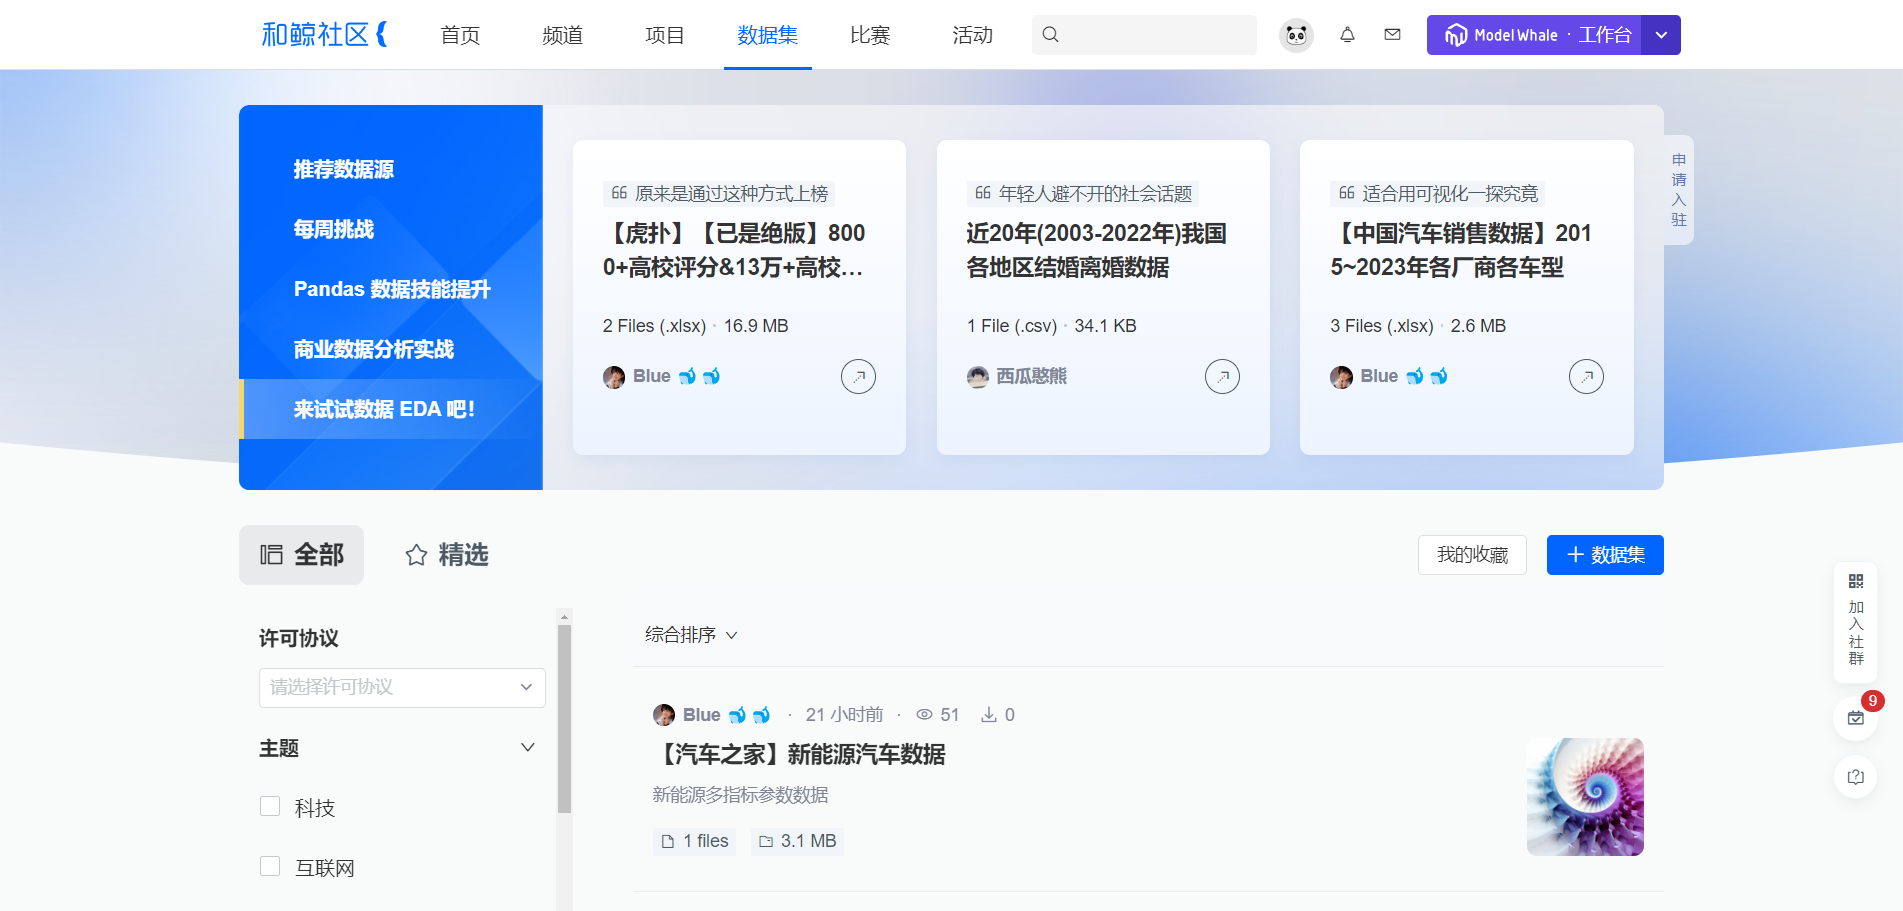 和鲸社区
首页
频道
项目
数据集
比赛
活动
ModelWhale · 工作台
推荐数据源
每周挑战
Pandas 数据技能提升
商业数据分析实战
来试试数据 EDA 吧！
原来是通过这种方式上榜
【虎扑】【已是绝版】800
0+高校评分&13万+高校…
2 Files (.xlsx) · 16.9 MB
Blue
年轻人避不开的社会话题
近20年(2003-2022年)我国
各地区结婚离婚数据
1 File (.csv) · 34.1 KB
西瓜憨熊
适合用可视化一探究竟
【中国汽车销售数据】201
5~2023年各厂商各车型
3 Files (.xlsx) · 2.6 MB
Blue
申请入驻
全部
精选
我的收藏
+ 数据集
许可协议
请选择许可协议
主题
科技
互联网
综合排序
Blue · 21 小时前 · 51 0
【汽车之家】新能源汽车数据
新能源多指标参数数据
1 files
3.1 MB
加入社群
9